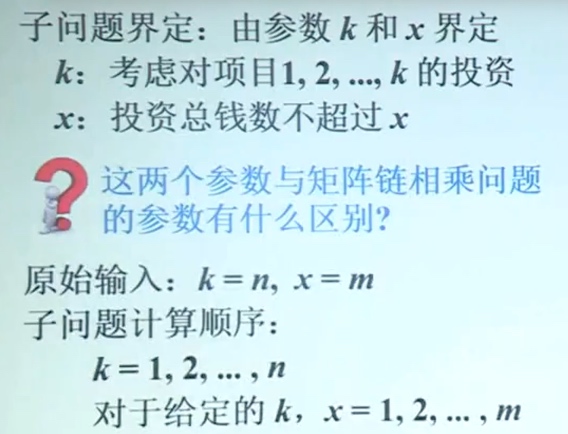 子问题界定：由参数 k 和 x 界定
k：考虑对项目1, 2, ..., k 的投资
x：投资总钱数不超过 x
这两个参数与矩阵链相乘问题
的参数有什么区别?
原始输入：k = n, x = m
子问题计算顺序：
k = 1, 2, ... , n
对于给定的 k，x = 1, 2, ... , m